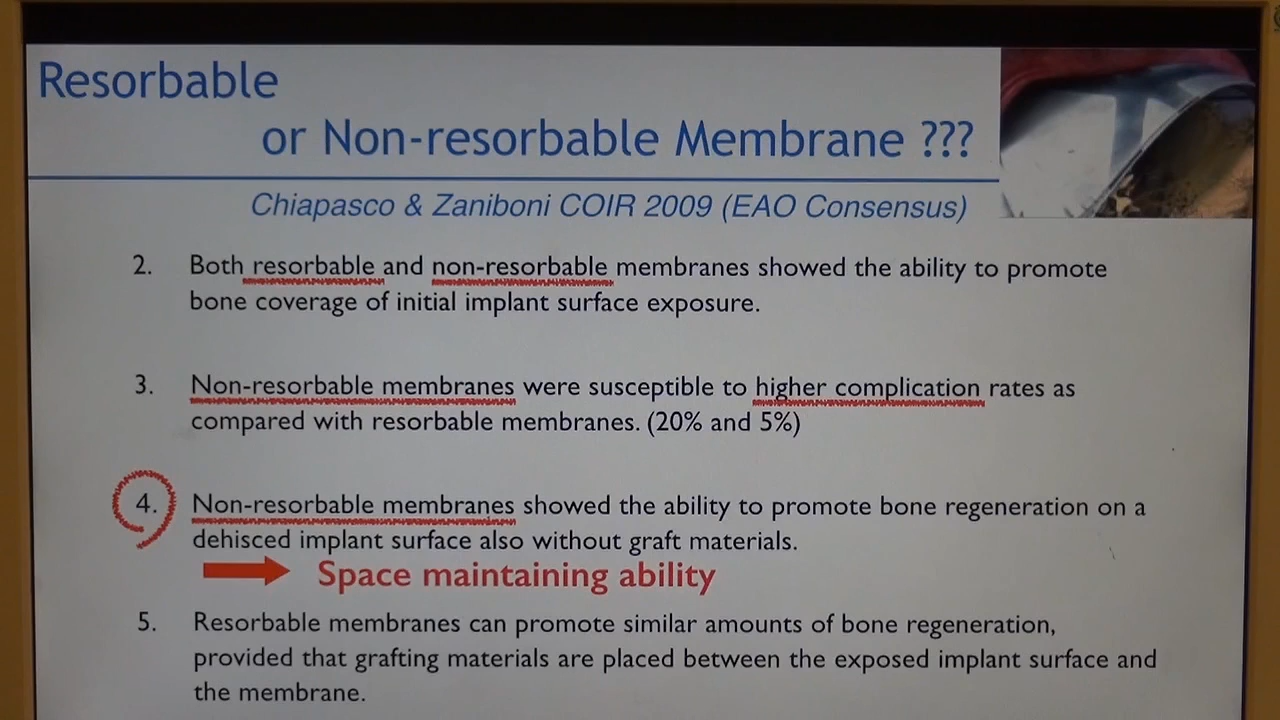 Resorbable
or Non-resorbable Membrane ???
Chiapasco & Zaniboni COIR 2009 (EAO Consensus)
2. Both resorbable and non-resorbable membranes showed the ability to promote
bone coverage of initial implant surface exposure.
3. Non-resorbable membranes were susceptible to higher complication rates as
compared with resorbable membranes. (20% and 5%)
4. Non-resorbable membranes showed the ability to promote bone regeneration on a
dehisced implant surface also without graft materials.
Space maintaining ability
5. Resorbable membranes can promote similar amounts of bone regeneration,
provided that grafting materials are placed between the exposed implant surface and
the membrane.